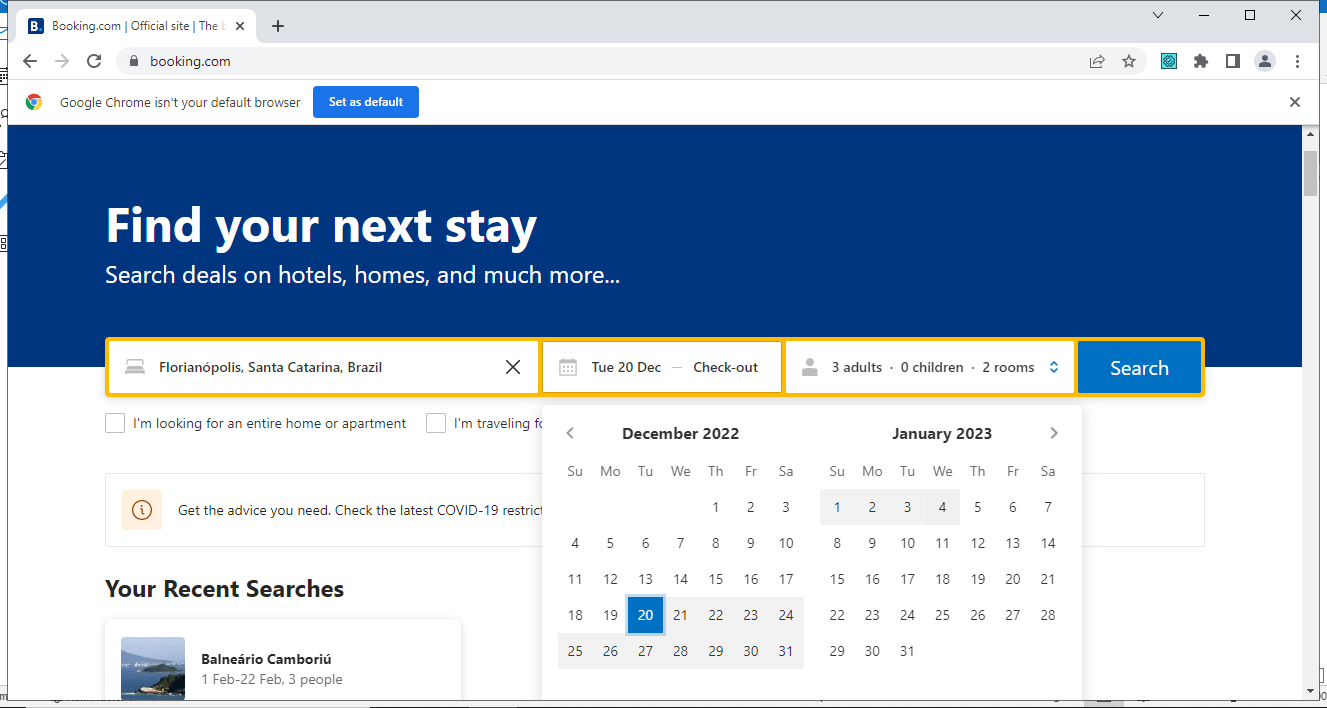 B. Booking.com | Official site | The b
booking.com
Google Chrome isn't your default browser Set as default
Find your next stay
Search deals on hotels, homes, and much more...
Florianópolis, Santa Catarina, Brazil Tue 20 Dec — Check-out 3 adults · 0 children · 2 rooms Search
I'm looking for an entire home or apartment I'm traveling fo
December 2022 January 2023
Su Mo Tu We Th Fr Sa Su Mo Tu We Th Fr Sa
1 2 3 1 2 3 4 5 6 7
Get the advice you need. Check the latest COVID-19 restrict
4 5 6 7 8 9 10 8 9 10 11 12 13 14
11 12 13 14 15 16 17 15 16 17 18 19 20 21
Your Recent Searches
18 19 20 21 22 23 24 22 23 24 25 26 27 28
25 26 27 28 29 30 31 29 30 31
Balneário Camboriú
1 Feb-22 Feb, 3 people